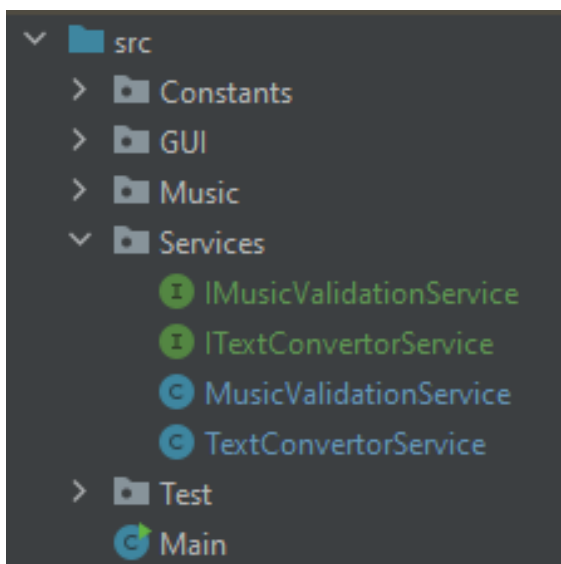 src
Constants
GUI
Music
Services
I IMusicValidationService
I ITextConvertorService
C MusicValidationService
C TextConvertorService
Test
C Main